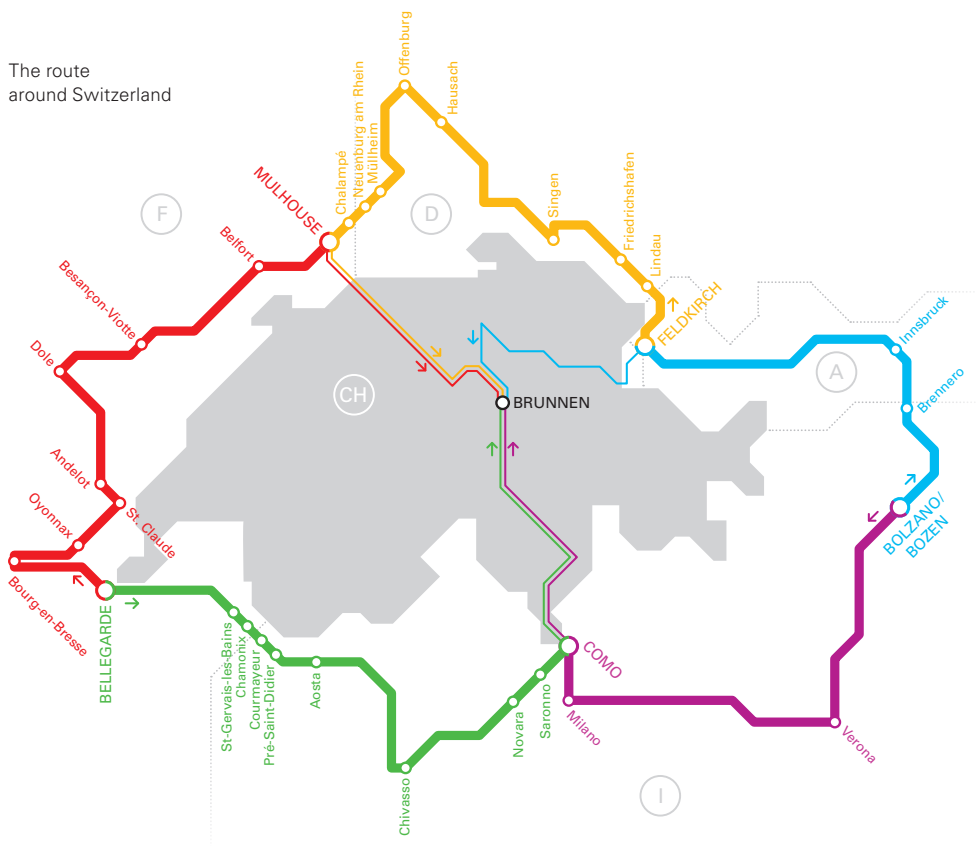 The route
around Switzerland
Offenburg
Hausach
Neuenburg am Rhein
Müllheim
Chalampé
MULHOUSE
F
D
Singen
Friedrichshafen
Lindau
FELDKIRCH
Belfort
Besançon-Viotte
Dole
Innsbruck
A
CH
BRUNNEN
Brennero
Andelot
Oyonnax
St. Claude
BOLZANO/
BOZEN
Bourg-en-Bresse
BELLEGARDE
St-Gervais-les-Bains
Chamonix
Courmayeur
Pré-Saint-Didier
Aosta
COMO
Saronno
Novara
Milano
Verona
Chivasso
I